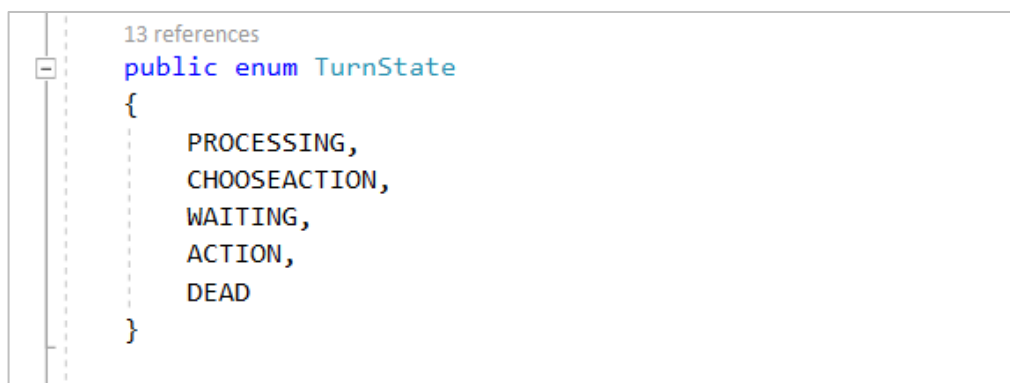 13 references
public enum TurnState
{
PROCESSING,
CHOOSEACTION,
WAITING,
ACTION,
DEAD
}